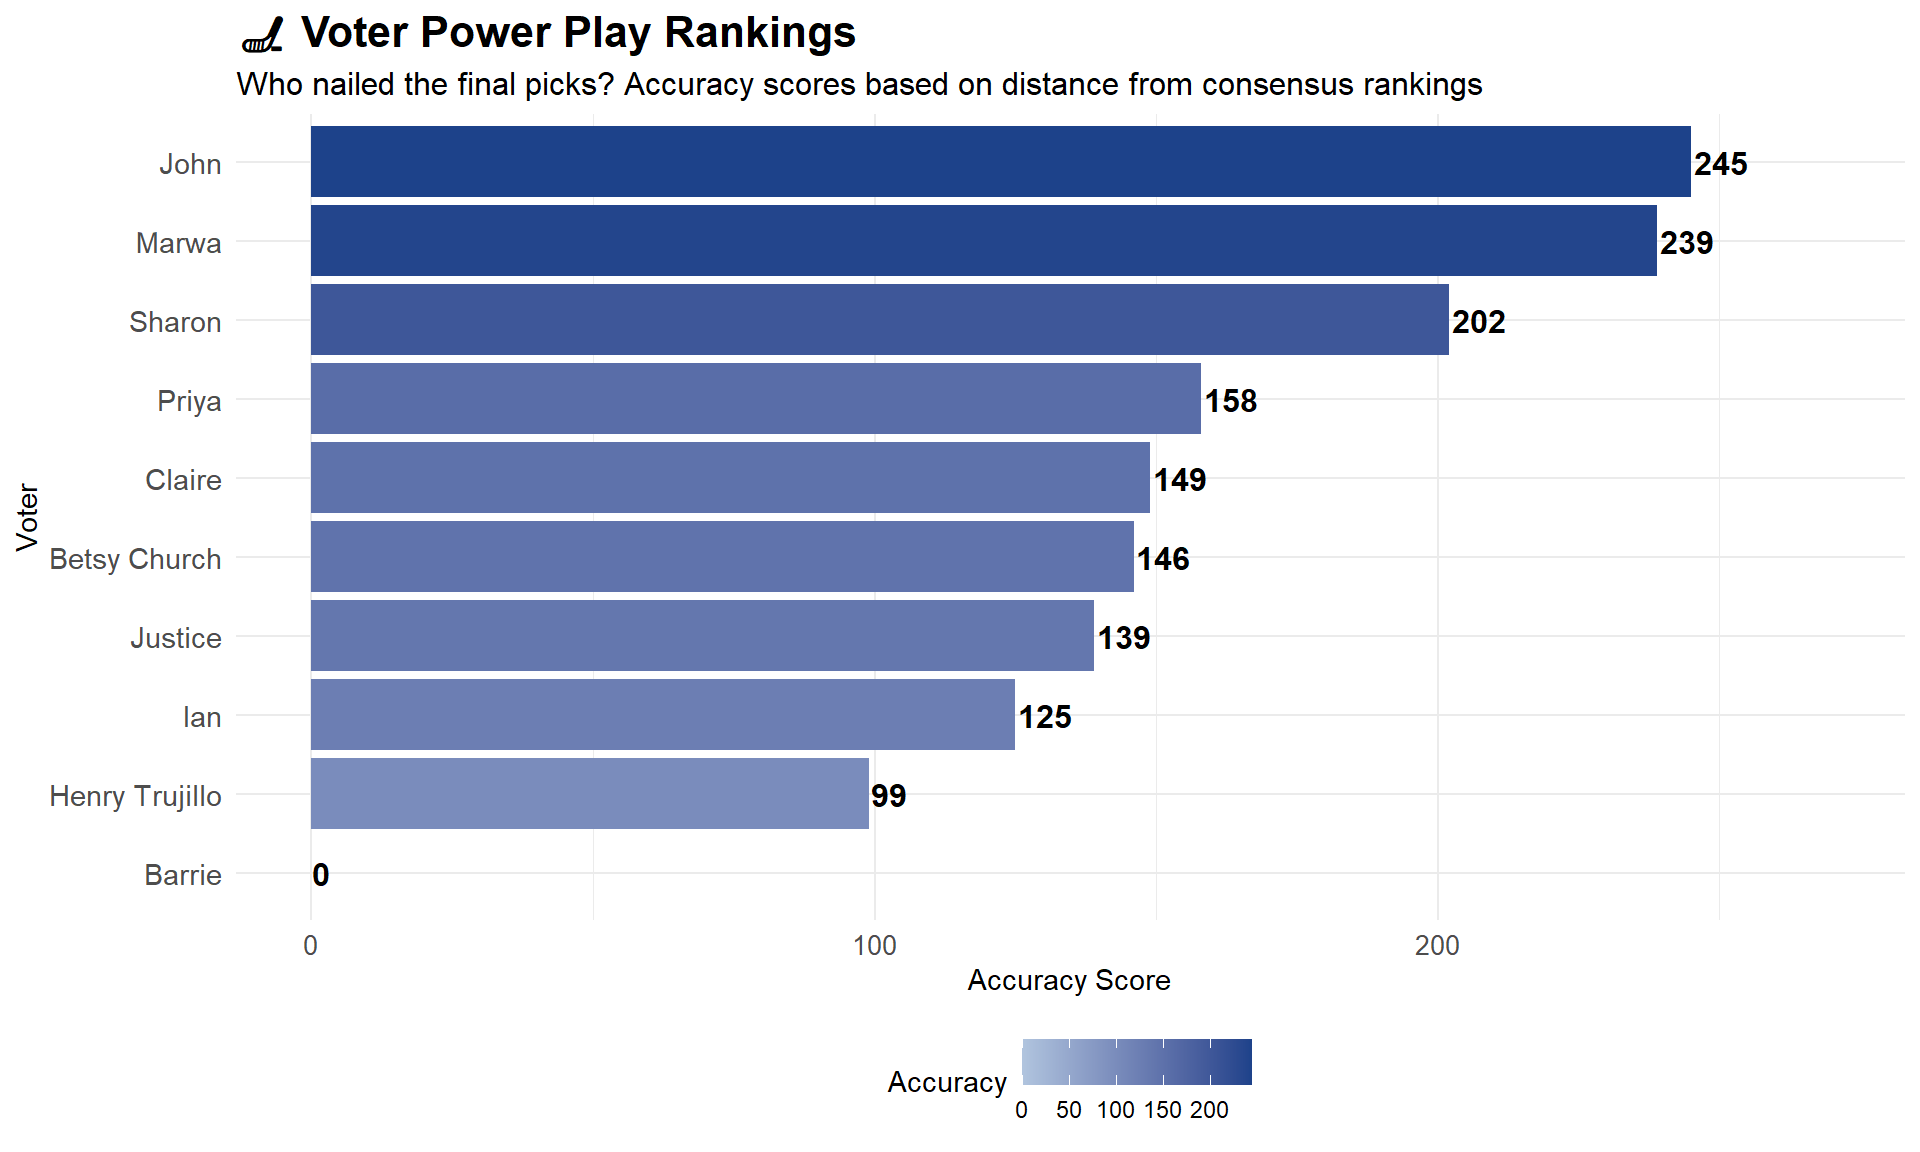 🏒 Voter Power Play Rankings
Who nailed the final picks? Accuracy scores based on distance from consensus rankings
Voter
John 245
Marwa 239
Sharon 202
Priya 158
Claire 149
Betsy Church 146
Justice 139
Ian 125
Henry Trujillo 99
Barrie 0
0 100 200
Accuracy Score
Accuracy
0 50 100 150 200